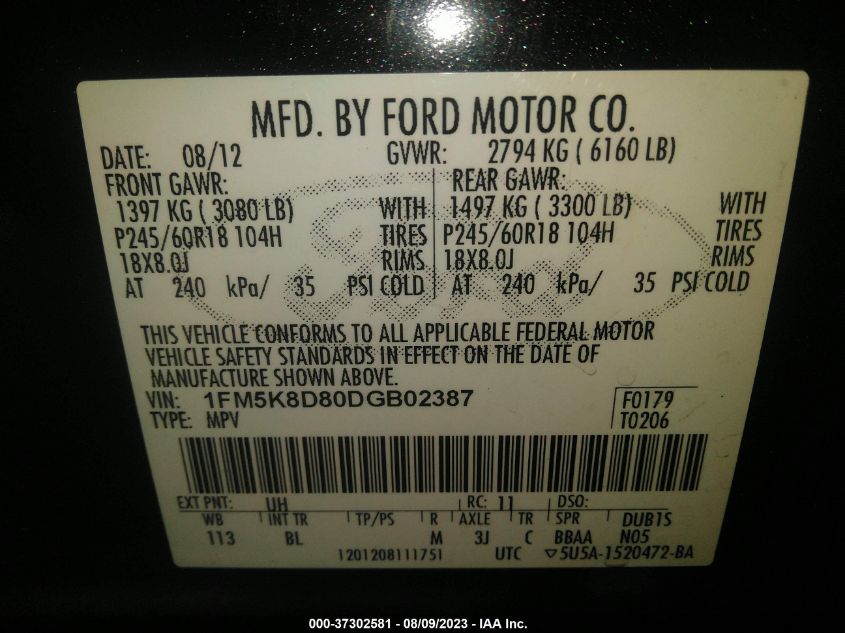 MFD. BY FORD MOTOR CO.
DATE: 08/12 GVWR: 2794 KG ( 6160 LB)
FRONT GAWR: REAR GAWR:
1397 KG ( 3080 LB) WITH 1497 KG ( 3300 LB) WITH
P245/60R18 104H TIRES P245/60R18 104H TIRES
18X8.0J RIMS 18X8.0J RIMS
AT 240 kPa/ 35 PSI COLD AT 240 kPa/ 35 PSI COLD
THIS VEHICLE CONFORMS TO ALL APPLICABLE FEDERAL MOTOR
VEHICLE SAFETY STANDARDS IN EFFECT ON THE DATE OF
MANUFACTURE SHOWN ABOVE.
VIN: 1FM5K8D80DGB02387 F0179
TYPE: MPV T0206
EXT PNT: UH RC: 11 DSO:
WB INT TR TP/PS R AXLE TR SPR DUB1S
113 BL M 3J C BBAA N05
1201208111751 UTC ▽5U5A-1520472-BA
000-37302581 - 08/09/2023 - IAA Inc.